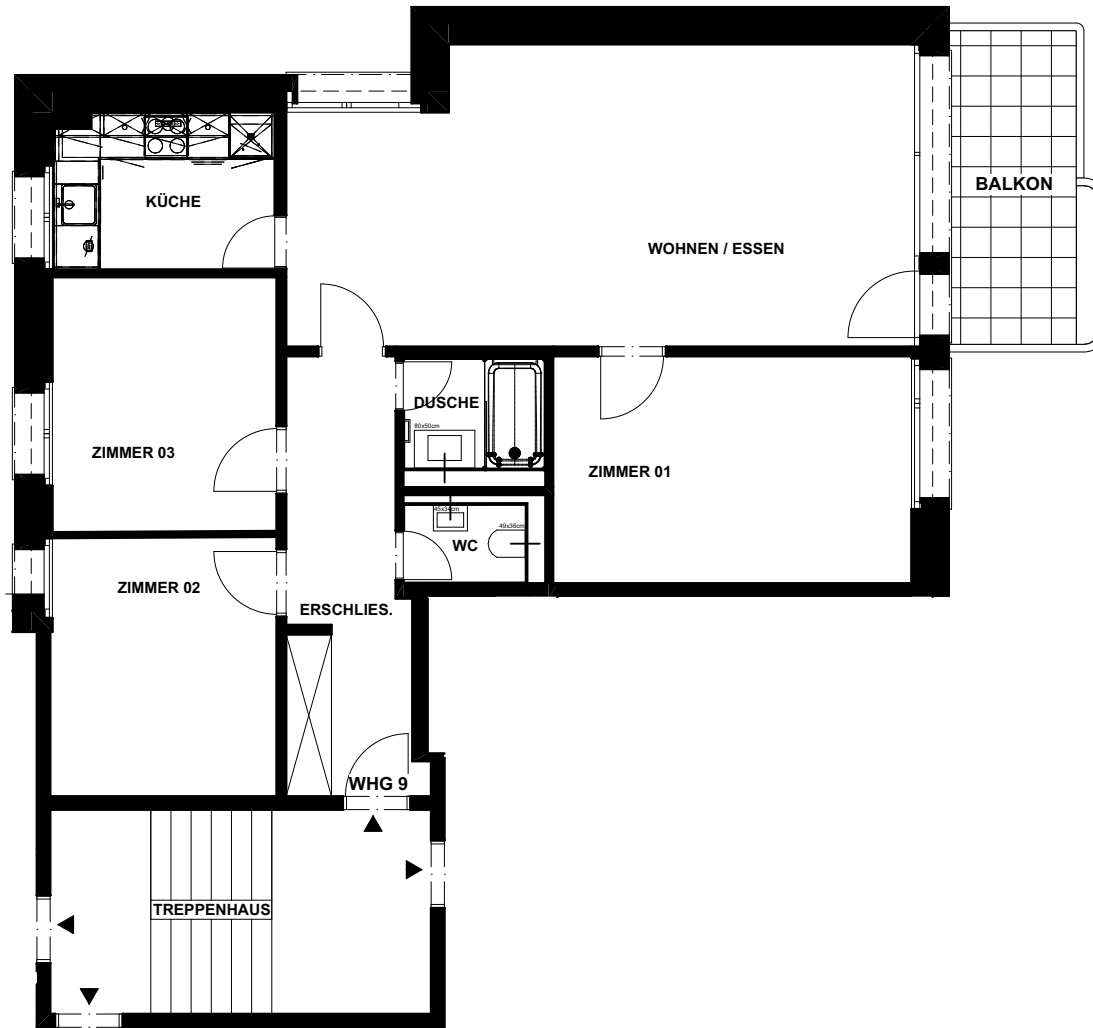 KÜCHE
BALKON
WOHNEN / ESSEN
DUSCHE
80x50cm
ZIMMER 03
ZIMMER 01
45x34cm
49x36cm
WC
ZIMMER 02
ERSCHLIES.
WHG 9
TREPPENHAUS